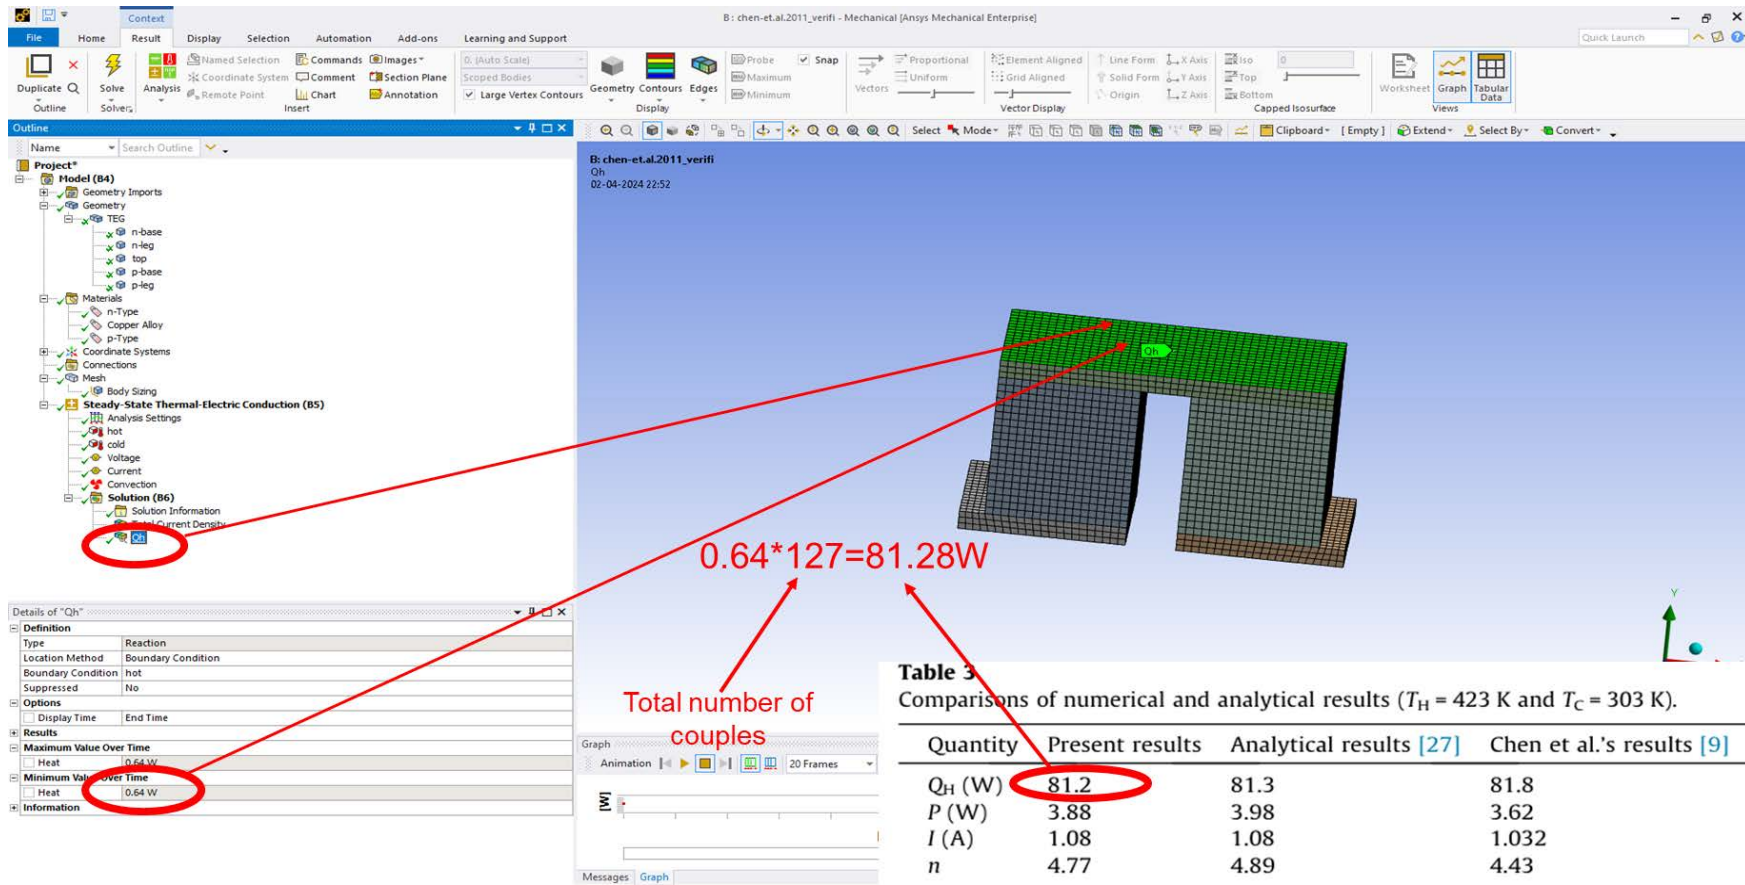 Context
B : chen-et.al.2011_verifi - Mechanical [Ansys Mechanical Enterprise]
File Home Result Display Selection Automation Add-ons Learning and Support
Quick Launch
Duplicate
Outline
Solve
Solver
Analysis
Named Selection
Coordinate System
Remote Point
Commands
Comment
Chart
Images
Section Plane
Annotation
Insert
0. (Auto Scale)
Scoped Bodies
Large Vertex Contours
Geometry Contours Edges
Display
Probe
Maximum
Minimum
Snap
Vectors
Proportional
Uniform
Element Aligned
Grid Aligned
Line Form
Solid Form
Origin
X Axis
Y Axis
Z Axis
Vector Display
Iso
Top
Bottom
0
Capped Isosurface
Worksheet Graph Tabular Data
Views
Outline
Name Search Outline
Select Mode Clipboard [ Empty ] Extend Select By Convert
Project*
Model (B4)
Geometry Imports
Geometry
TEG
n-base
n-leg
top
p-base
p-leg
Materials
n-Type
Copper Alloy
p-Type
Coordinate Systems
Connections
Mesh
Body Sizing
Steady-State Thermal-Electric Conduction (B5)
Analysis Settings
hot
cold
Voltage
Current
Convection
Solution (B6)
Solution Information
Total Current Density
Qh
B: chen-et.al.2011_verifi
Qh
02-04-2024 22:52
Qh
0.64*127=81.28W
Total number of
couples
Y
Details of "Qh"
Definition
Type Reaction
Location Method Boundary Condition
Boundary Condition hot
Suppressed No
Options
Display Time End Time
Results
Maximum Value Over Time
Heat 0.64 W
Minimum Value Over Time
Heat 0.64 W
Information
Graph
Animation 20 Frames
[W]
Messages Graph
Table 3
Comparisons of numerical and analytical results (TH = 423 K and TC = 303 K).
Quantity Present results Analytical results [27] Chen et al.'s results [9]
QH (W) 81.2 81.3 81.8
P (W) 3.88 3.98 3.62
I (A) 1.08 1.08 1.032
n 4.77 4.89 4.43